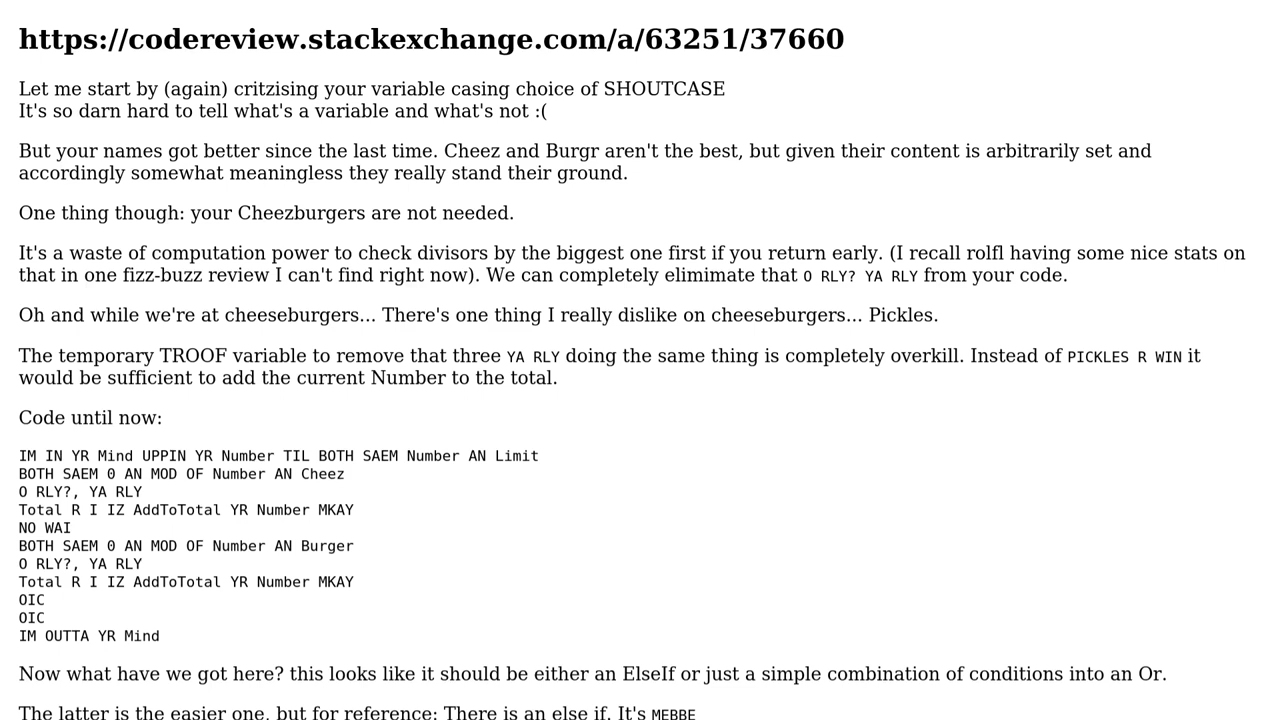 https://codereview.stackexchange.com/a/63251/37660
Let me start by (again) critzising your variable casing choice of SHOUTCASE
It's so darn hard to tell what's a variable and what's not :(
But your names got better since the last time. Cheez and Burgr aren't the best, but given their content is arbitrarily set and
accordingly somewhat meaningless they really stand their ground.
One thing though: your Cheezburgers are not needed.
It's a waste of computation power to check divisors by the biggest one first if you return early. (I recall rolfl having some nice stats on
that in one fizz-buzz review I can't find right now). We can completely elimimate that O RLY? YA RLY from your code.
Oh and while we're at cheeseburgers... There's one thing I really dislike on cheeseburgers... Pickles.
The temporary TROOF variable to remove that three YA RLY doing the same thing is completely overkill. Instead of PICKLES R WIN it
would be sufficient to add the current Number to the total.
Code until now:
IM IN YR Mind UPPIN YR Number TIL BOTH SAEM Number AN Limit
BOTH SAEM 0 AN MOD OF Number AN Cheez
O RLY?, YA RLY
Total R I IZ AddToTotal YR Number MKAY
NO WAI
BOTH SAEM 0 AN MOD OF Number AN Burger
O RLY?, YA RLY
Total R I IZ AddToTotal YR Number MKAY
OIC
OIC
IM OUTTA YR Mind
Now what have we got here? this looks like it should be either an ElseIf or just a simple combination of conditions into an Or.
The latter is the easier one, but for reference: There is an else if. It's MEBBE